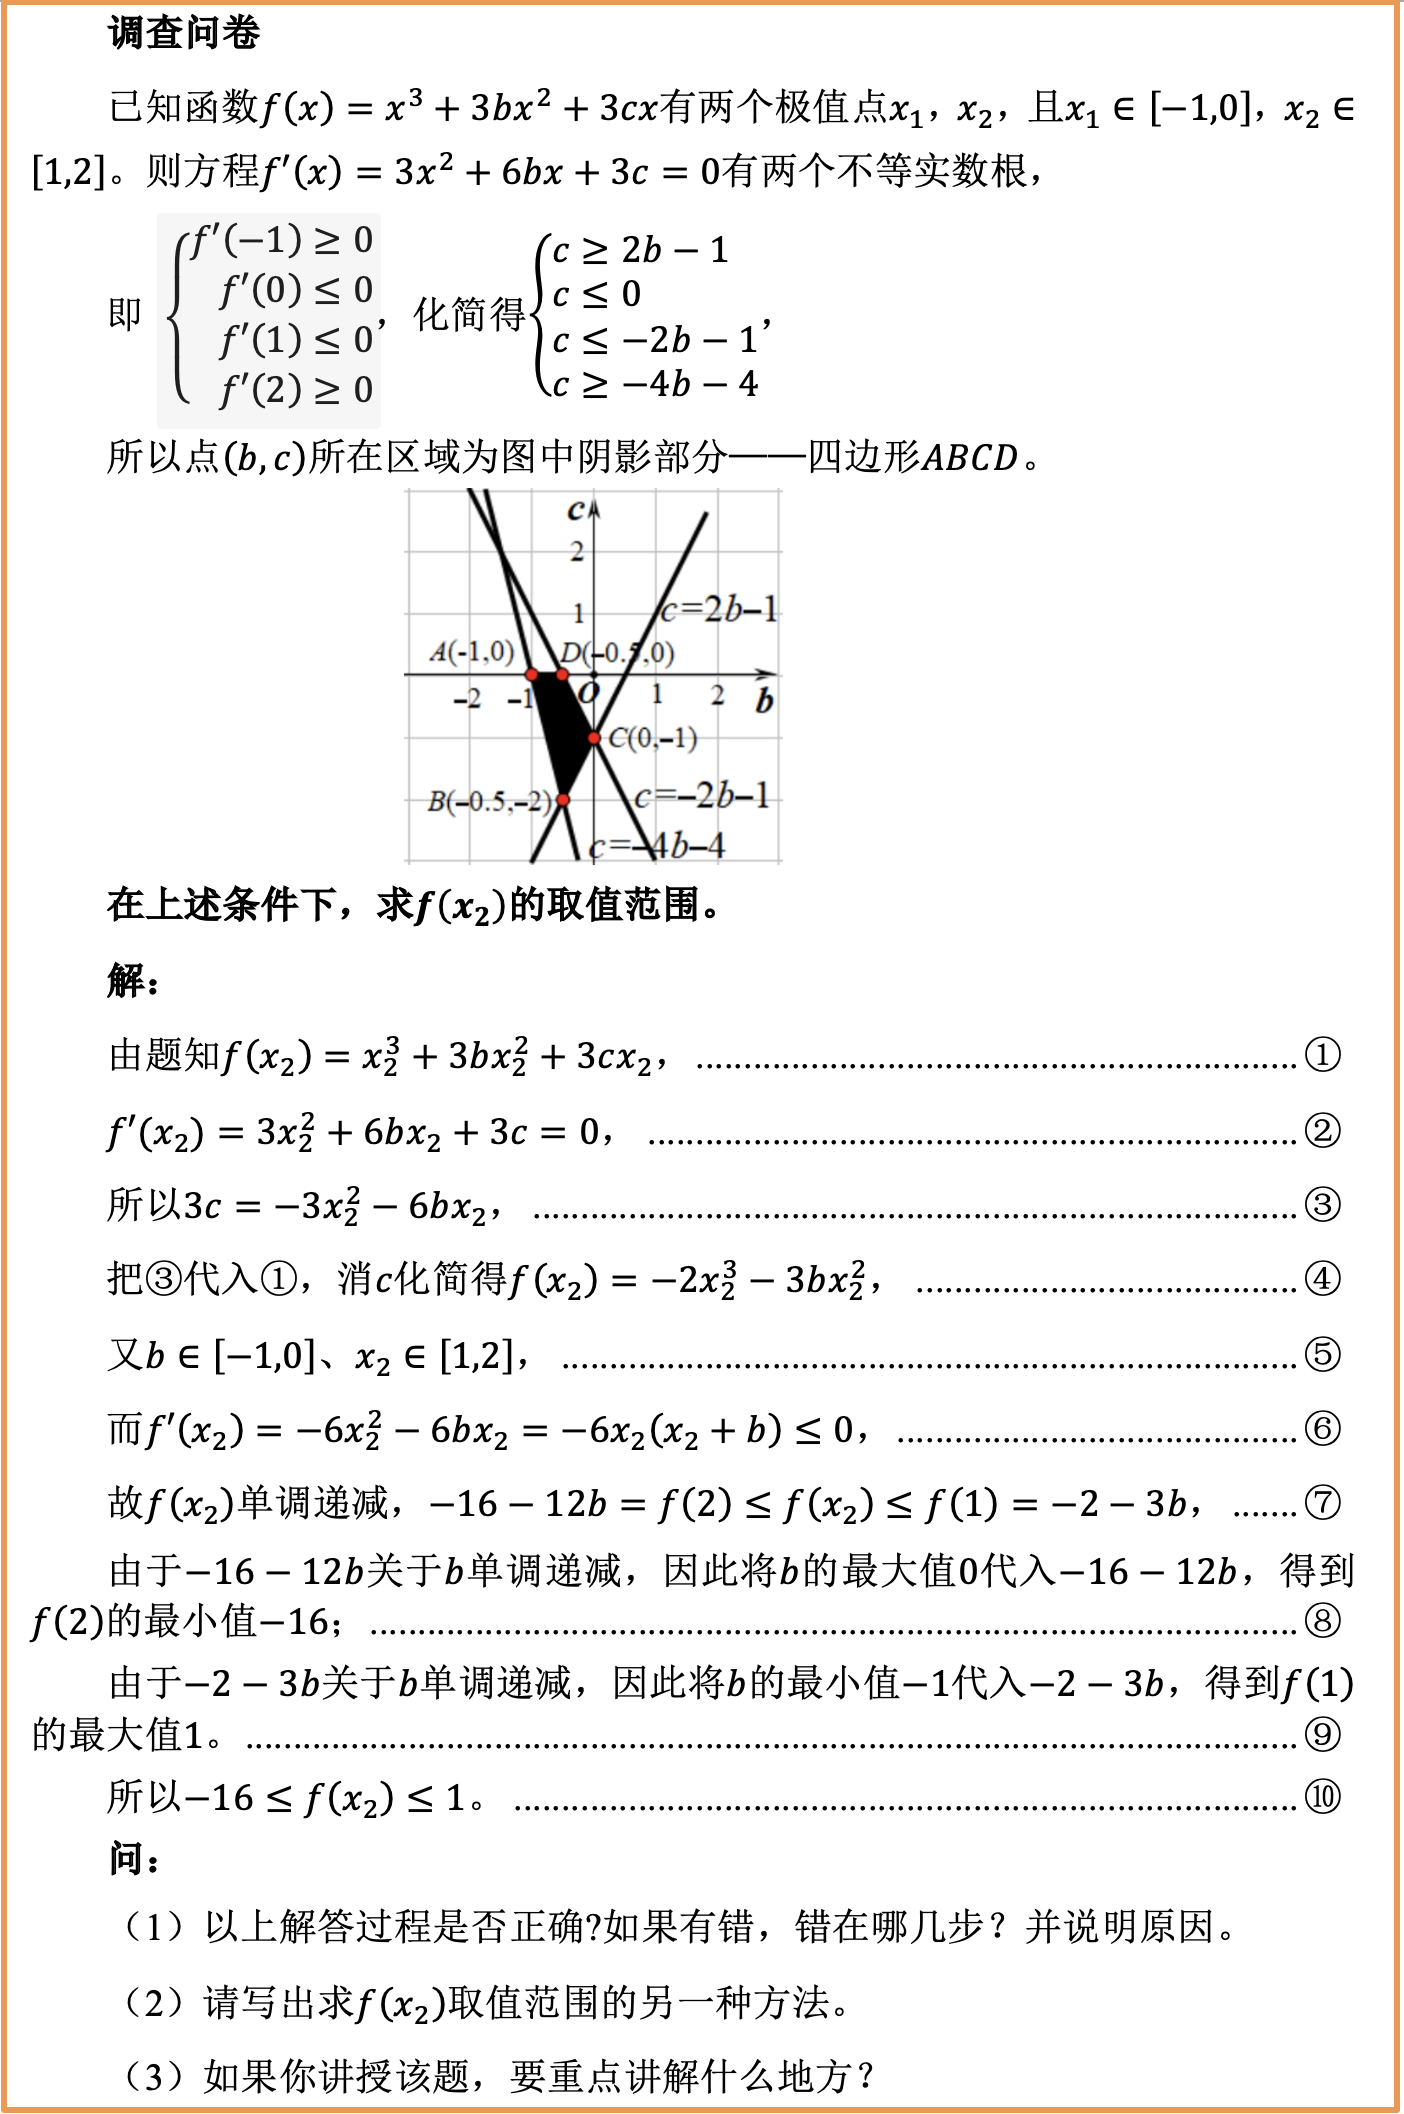 调查问卷
已知函数f(x) = x³ + 3bx² + 3cx有两个极值点x₁，x₂，且x₁ ∈ [−1,0]，x₂ ∈
[1,2]。则方程f′(x) = 3x² + 6bx + 3c = 0有两个不等实数根，
即 { f′(−1) ≥ 0
f′(0) ≤ 0
f′(1) ≤ 0
f′(2) ≥ 0 ，化简得 { c ≥ 2b − 1
c ≤ 0
c ≤ −2b − 1
c ≥ −4b − 4 ，
所以点(b, c)所在区域为图中阴影部分——四边形ABCD。
c
2
1
c=2b–1
A(-1,0)
D(–0.5,0)
–2
–1
O
1
2
b
C(0,–1)
B(–0.5,–2)
c=–2b–1
c=–4b–4
在上述条件下，求f(x₂)的取值范围。
解：
由题知f(x₂) = x₂³ + 3bx₂² + 3cx₂， ……………………①
f′(x₂) = 3x₂² + 6bx₂ + 3c = 0， ……………………②
所以3c = −3x₂² − 6bx₂， ……………………③
把③代入①，消c化简得f(x₂) = −2x₂³ − 3bx₂²， ……………………④
又b ∈ [−1,0]、x₂ ∈ [1,2]， ……………………⑤
而f′(x₂) = −6x₂² − 6bx₂ = −6x₂(x₂ + b) ≤ 0， ……………………⑥
故f(x₂)单调递减，−16 − 12b = f(2) ≤ f(x₂) ≤ f(1) = −2 − 3b， .......⑦
由于−16 − 12b关于b单调递减，因此将b的最大值0代入−16 − 12b，得到
f(2)的最小值−16； ……………………⑧
由于−2 − 3b关于b单调递减，因此将b的最小值−1代入−2 − 3b，得到f(1)
的最大值1。 ……………………⑨
所以−16 ≤ f(x₂) ≤ 1。 ……………………⑩
问：
（1）以上解答过程是否正确?如果有错，错在哪几步？并说明原因。
（2）请写出求f(x₂)取值范围的另一种方法。
（3）如果你讲授该题，要重点讲解什么地方？